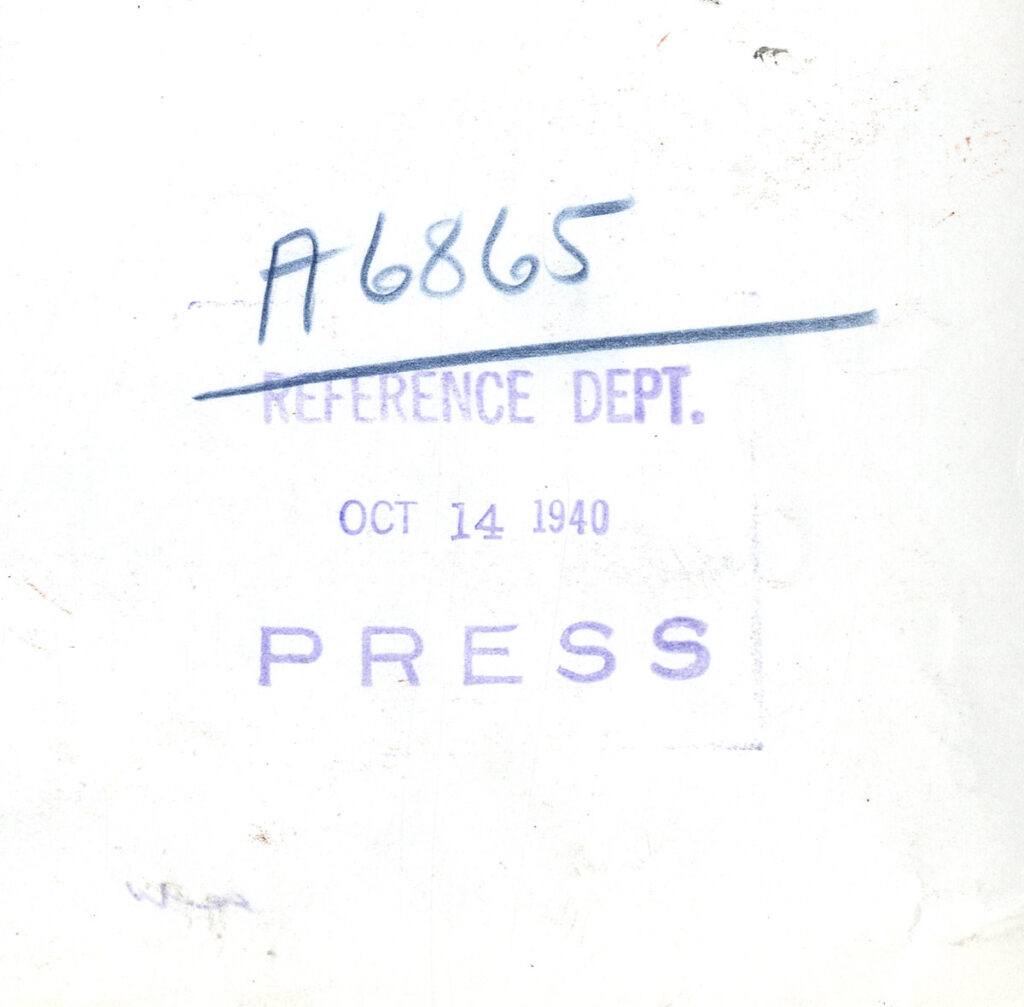 A6865
REFERENCE DEPT.
OCT 14 1940
PRESS